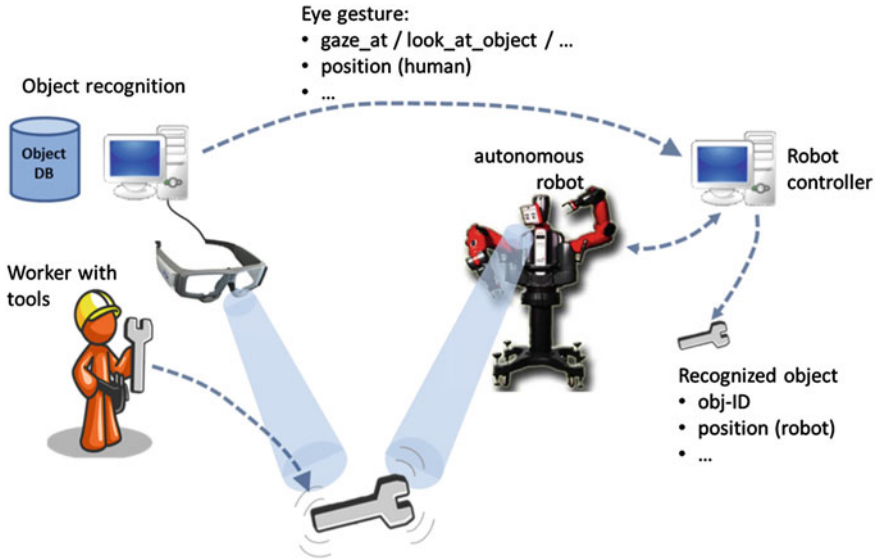 Eye gesture:
• gaze_at / look_at_object / ...
• position (human)
• ...
Object recognition
Object
DB
autonomous
robot
Robot
controller
Worker with
tools
Recognized object
• obj-ID
• position (robot)
• ...